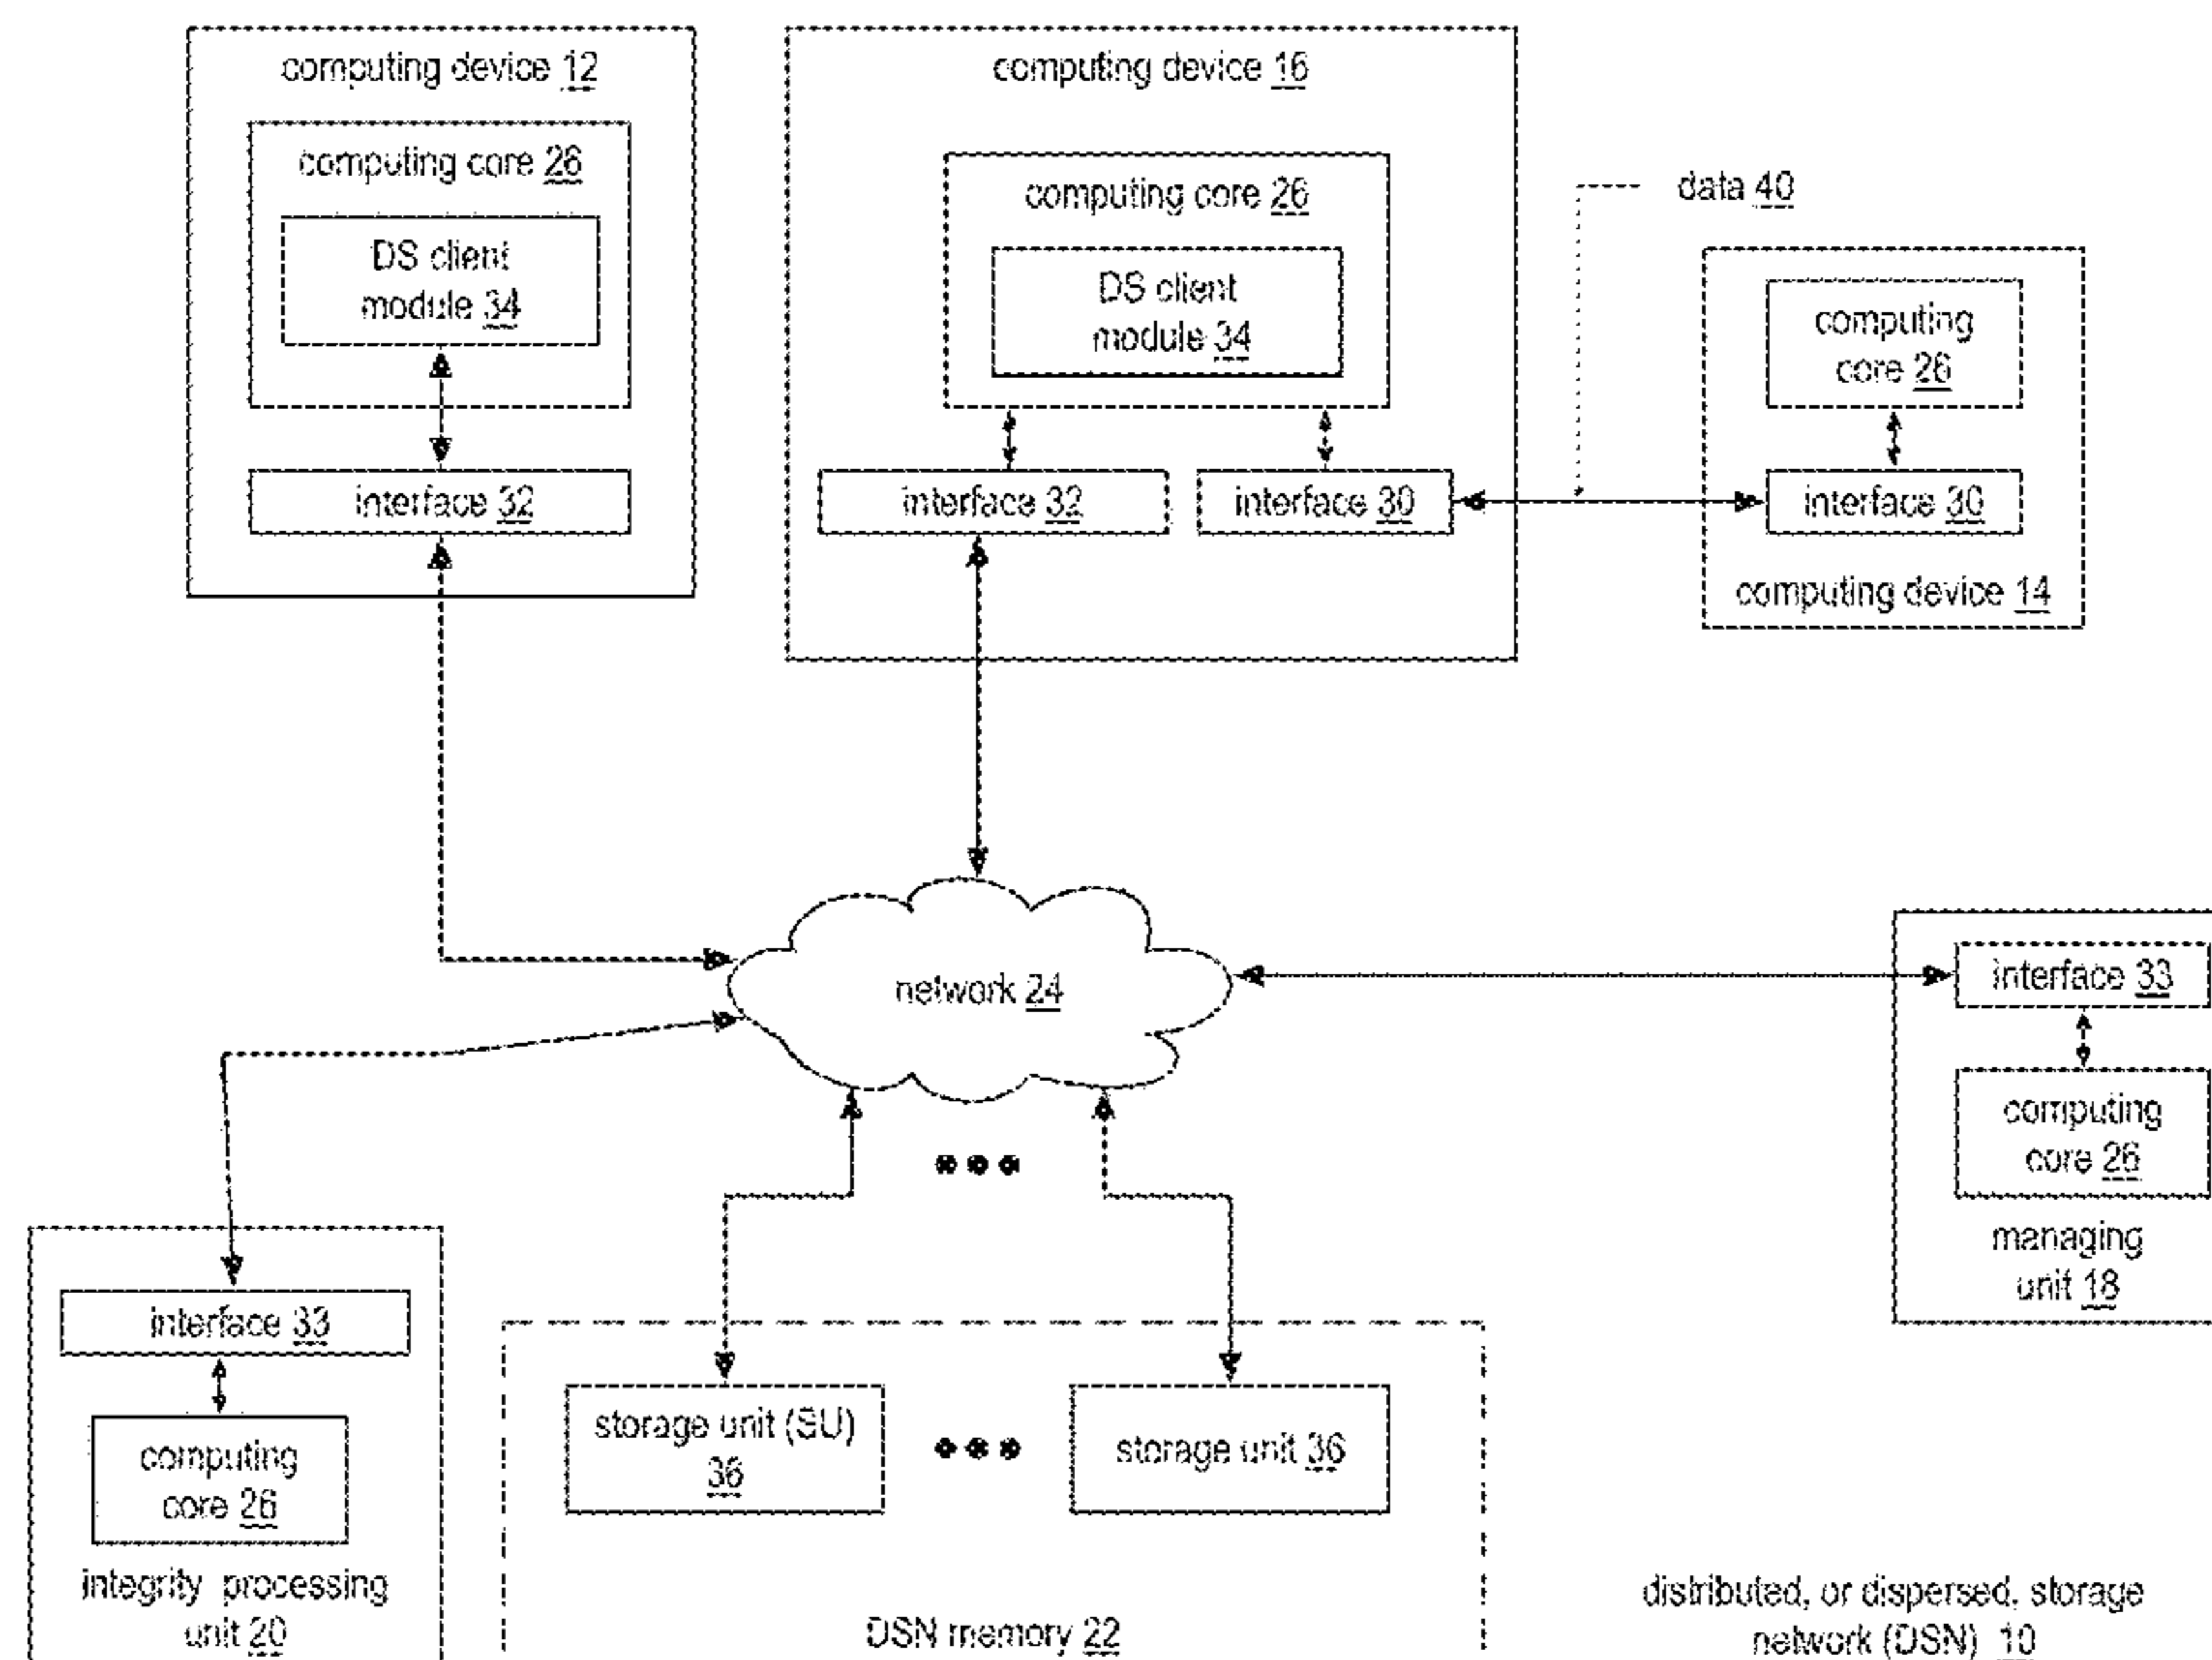 computing device 12
computing core 26
DS client
module 34
interface 32
computing device 16
computing core 26
DS client
module 34
interface 32
interface 30
data 40
computing
core 26
interface 30
computing device 14
network 24
interface 33
computing
core 26
managing
unit 18
interface 33
computing
core 26
integrity processing
unit 20
storage unit (SU)
36
storage unit 36
DSN memory 22
distributed, or dispersed, storage
network (DSN) 10